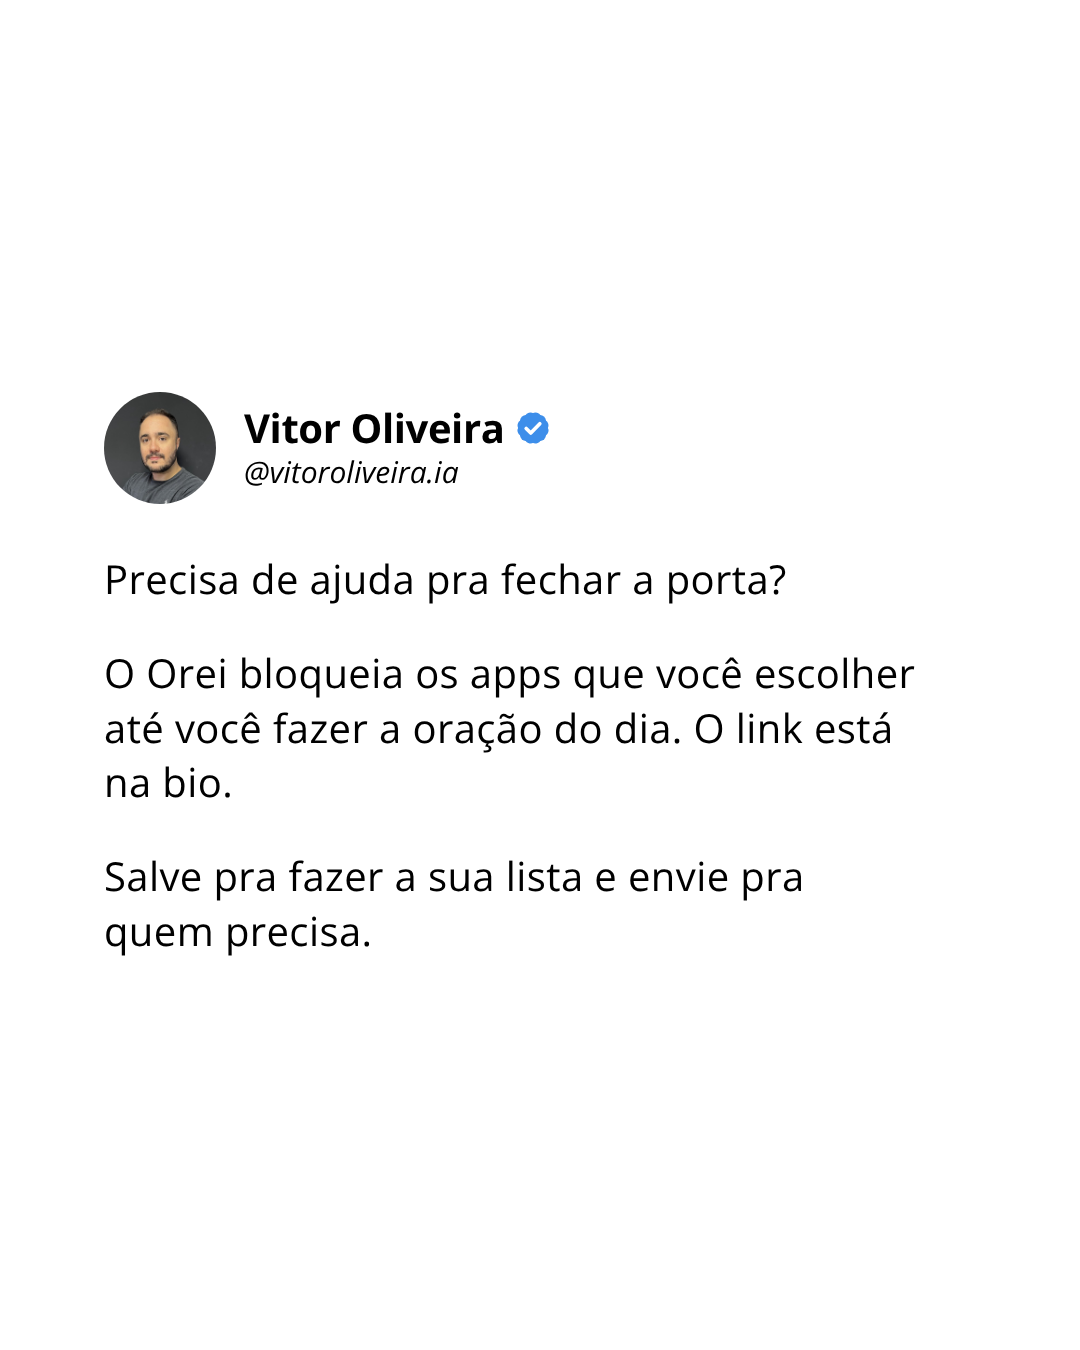 Vitor Oliveira
@vitoroliveira.ia
Precisa de ajuda pra fechar a porta?
O Orei bloqueia os apps que você escolher
até você fazer a oração do dia. O link está
na bio.
Salve pra fazer a sua lista e envie pra
quem precisa.